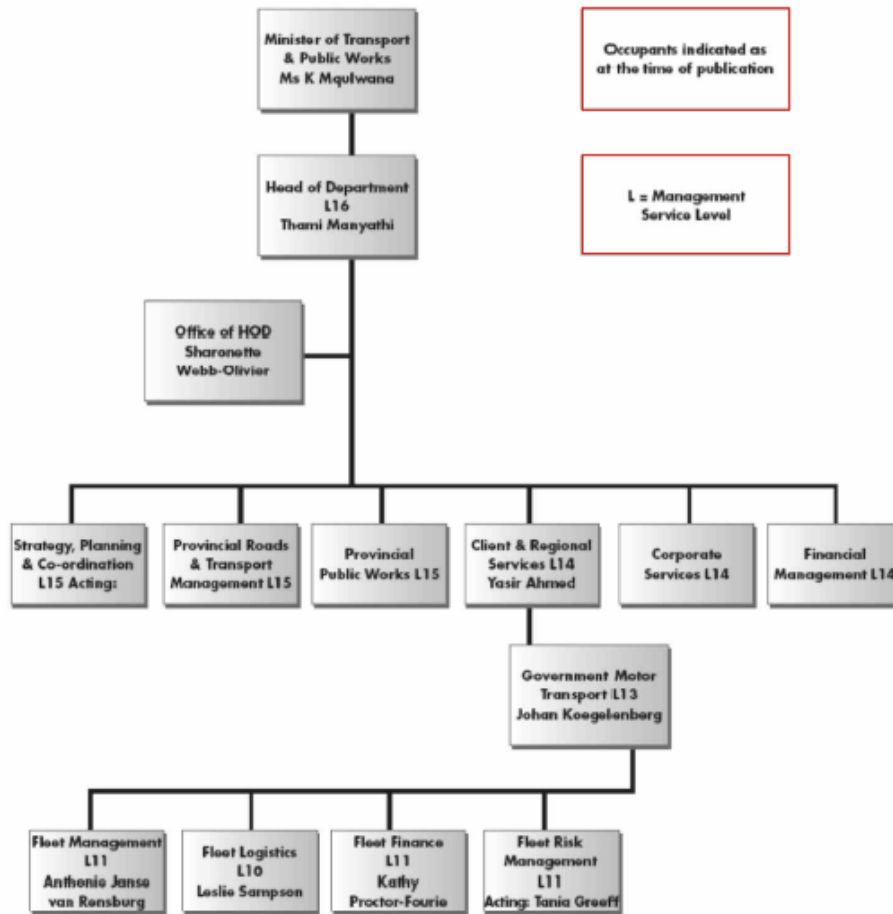 Minister of Transport
& Public Works
Ms K Mqulwana
Occupants indicated as
at the time of publication
Head of Department
L16
Thami Manyathi
L = Management
Service Level
Office of HOD
Sharonette
Webb-Olivier
Strategy, Planning
& Co-ordination
L15 Acting:
Provincial Roads
& Transport
Management L15
Provincial
Public Works L15
Client & Regional
Services L14
Yasir Ahmed
Corporate
Services L14
Financial
Management L14
Government Motor
Transport L13
Johan Koegelenberg
Fleet Management
L11
Anthonie Janse
van Rensburg
Fleet Logistics
L10
Leslie Sampson
Fleet Finance
L11
Kathy
Proctor-Fourie
Fleet Risk
Management
L11
Acting: Tania Greeff